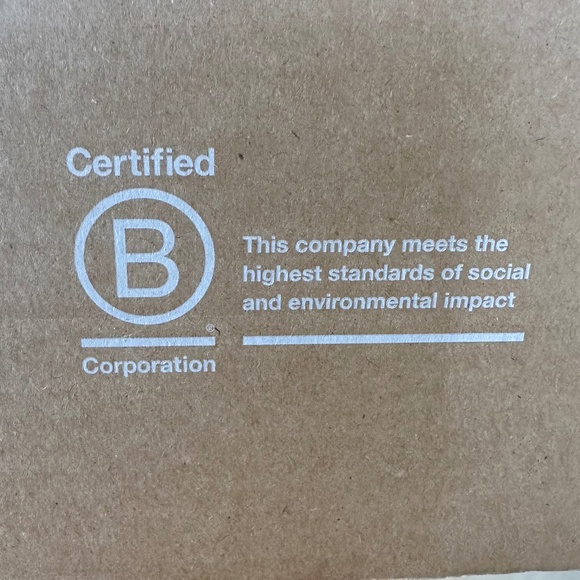 Certified
B
®
Corporation
This company meets the
highest standards of social
and environmental impact